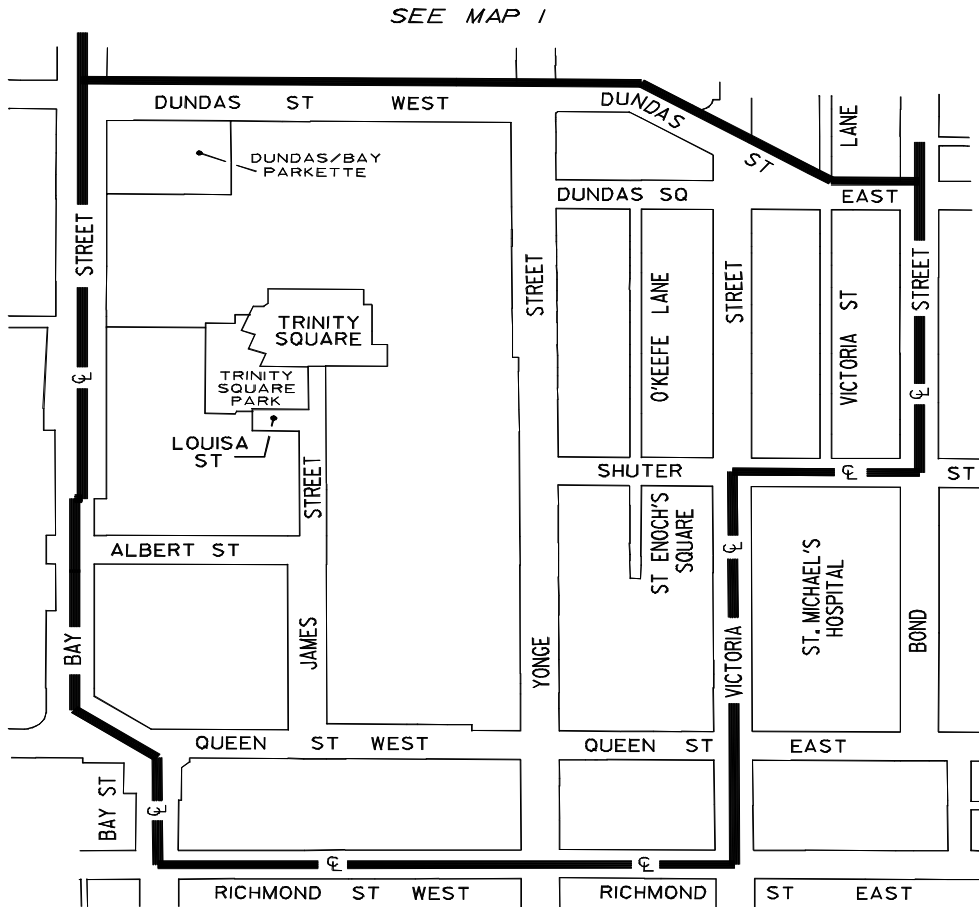 SEE MAP 1
DUNDAS ST WEST
DUNDAS ST
EAST
LANE
DUNDAS/BAY
PARKETTE
DUNDAS SQ
STREET
STREET
O'KEEFE LANE
STREET
VICTORIA ST
STREET
TRINITY
SQUARE
TRINITY
SQUARE
PARK
℄
℄
LOUISA
ST
STREET
SHUTER
℄
ST
ST ENOCH'S
SQUARE
℄
ST. MICHAEL'S
HOSPITAL
ALBERT ST
BAY
JAMES
YONGE
VICTORIA
BOND
QUEEN ST WEST
QUEEN ST EAST
BAY ST
℄
℄
℄
RICHMOND ST WEST
RICHMOND ST EAST